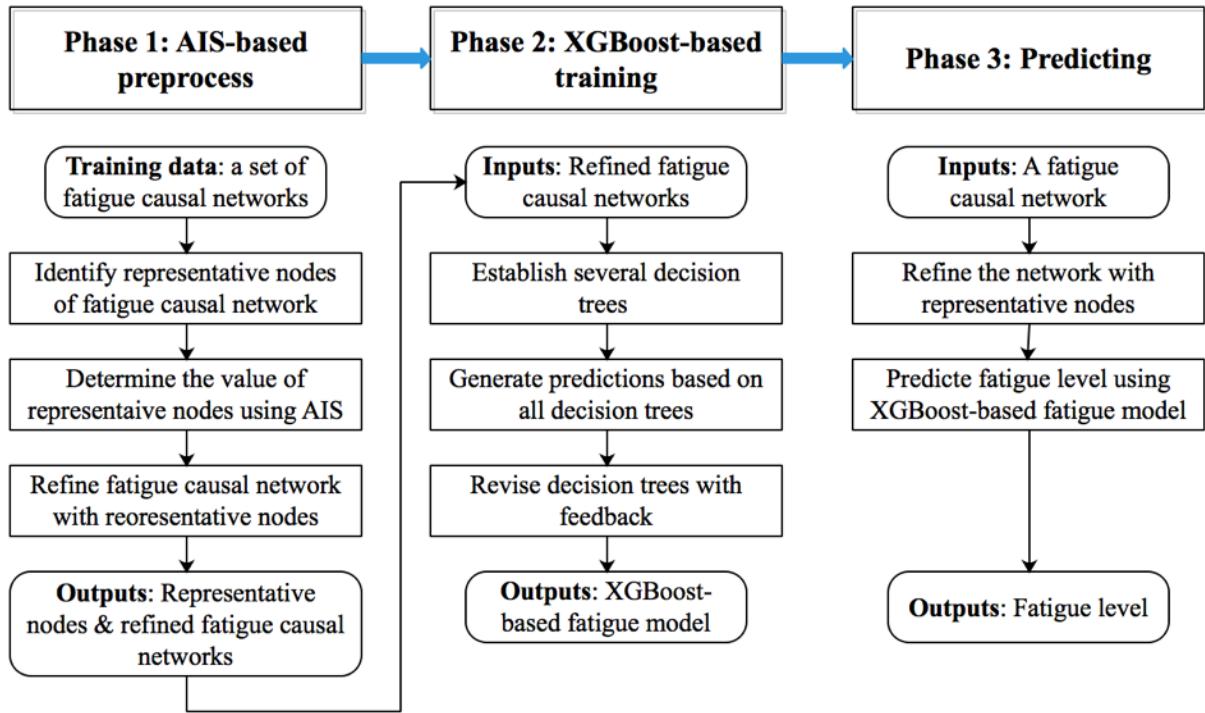 Phase 1: AIS-based
preprocess
Phase 2: XGBoost-based
training
Phase 3: Predicting
Training data: a set of
fatigue causal networks
Identify representative nodes
of fatigue causal network
Determine the value of
representaive nodes using AIS
Refine fatigue causal network
with reoresentative nodes
Outputs: Representative
nodes & refined fatigue causal
networks
Inputs: Refined fatigue
causal networks
Establish several decision
trees
Generate predictions based on
all decision trees
Revise decision trees with
feedback
Outputs: XGBoost-
based fatigue model
Inputs: A fatigue
causal network
Refine the network with
representative nodes
Predicte fatigue level using
XGBoost-based fatigue model
Outputs: Fatigue level